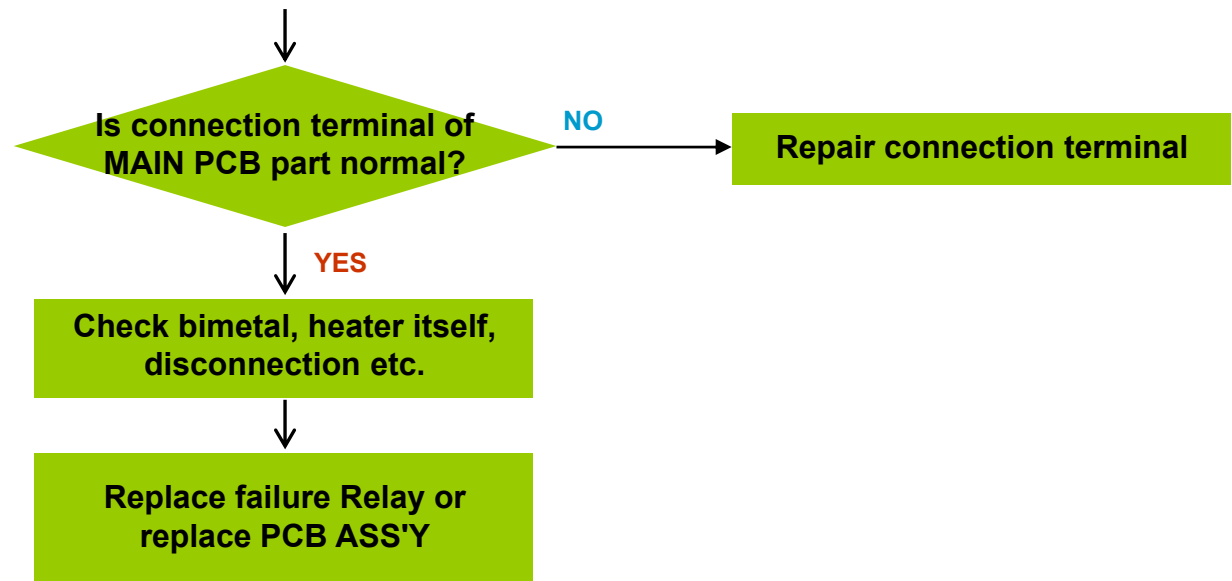 Is connection terminal of
MAIN PCB part normal?
NO
Repair connection terminal
YES
Check bimetal, heater itself,
disconnection etc.
Replace failure Relay or
replace PCB ASS'Y